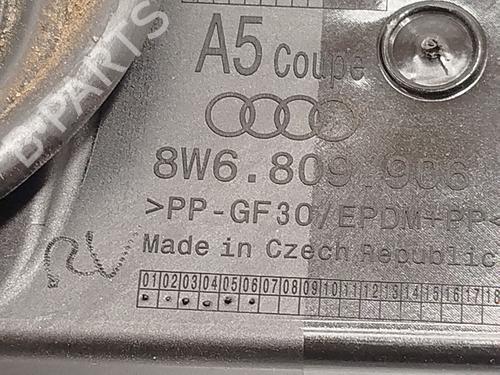 A5 Coupe
8W6.809.906
>PP-GF30/EPDM+PP-
Made in Czech Republic
01 02 03 04 05 06 07 08 09 10 11 12 13 14 15 16 17 18
B-PARTS